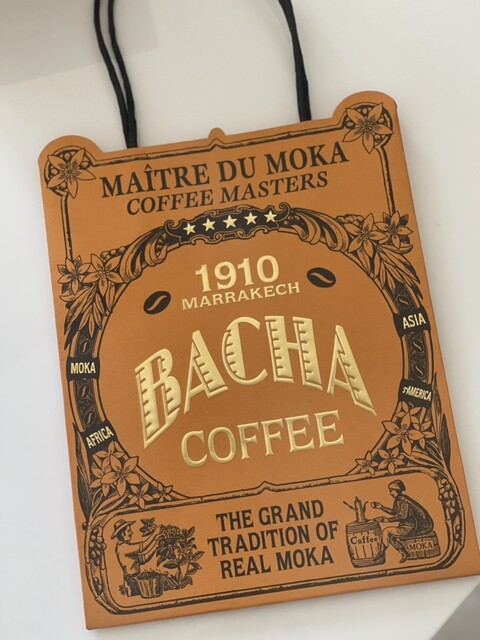 MAÎTRE DU MOKA
COFFEE MASTERS
1910
MARRAKECH
BACHA
COFFEE
MOKA
AFRICA
ASIA
S.AMERICA
THE GRAND
TRADITION OF
REAL MOKA
Coffee
MOKA